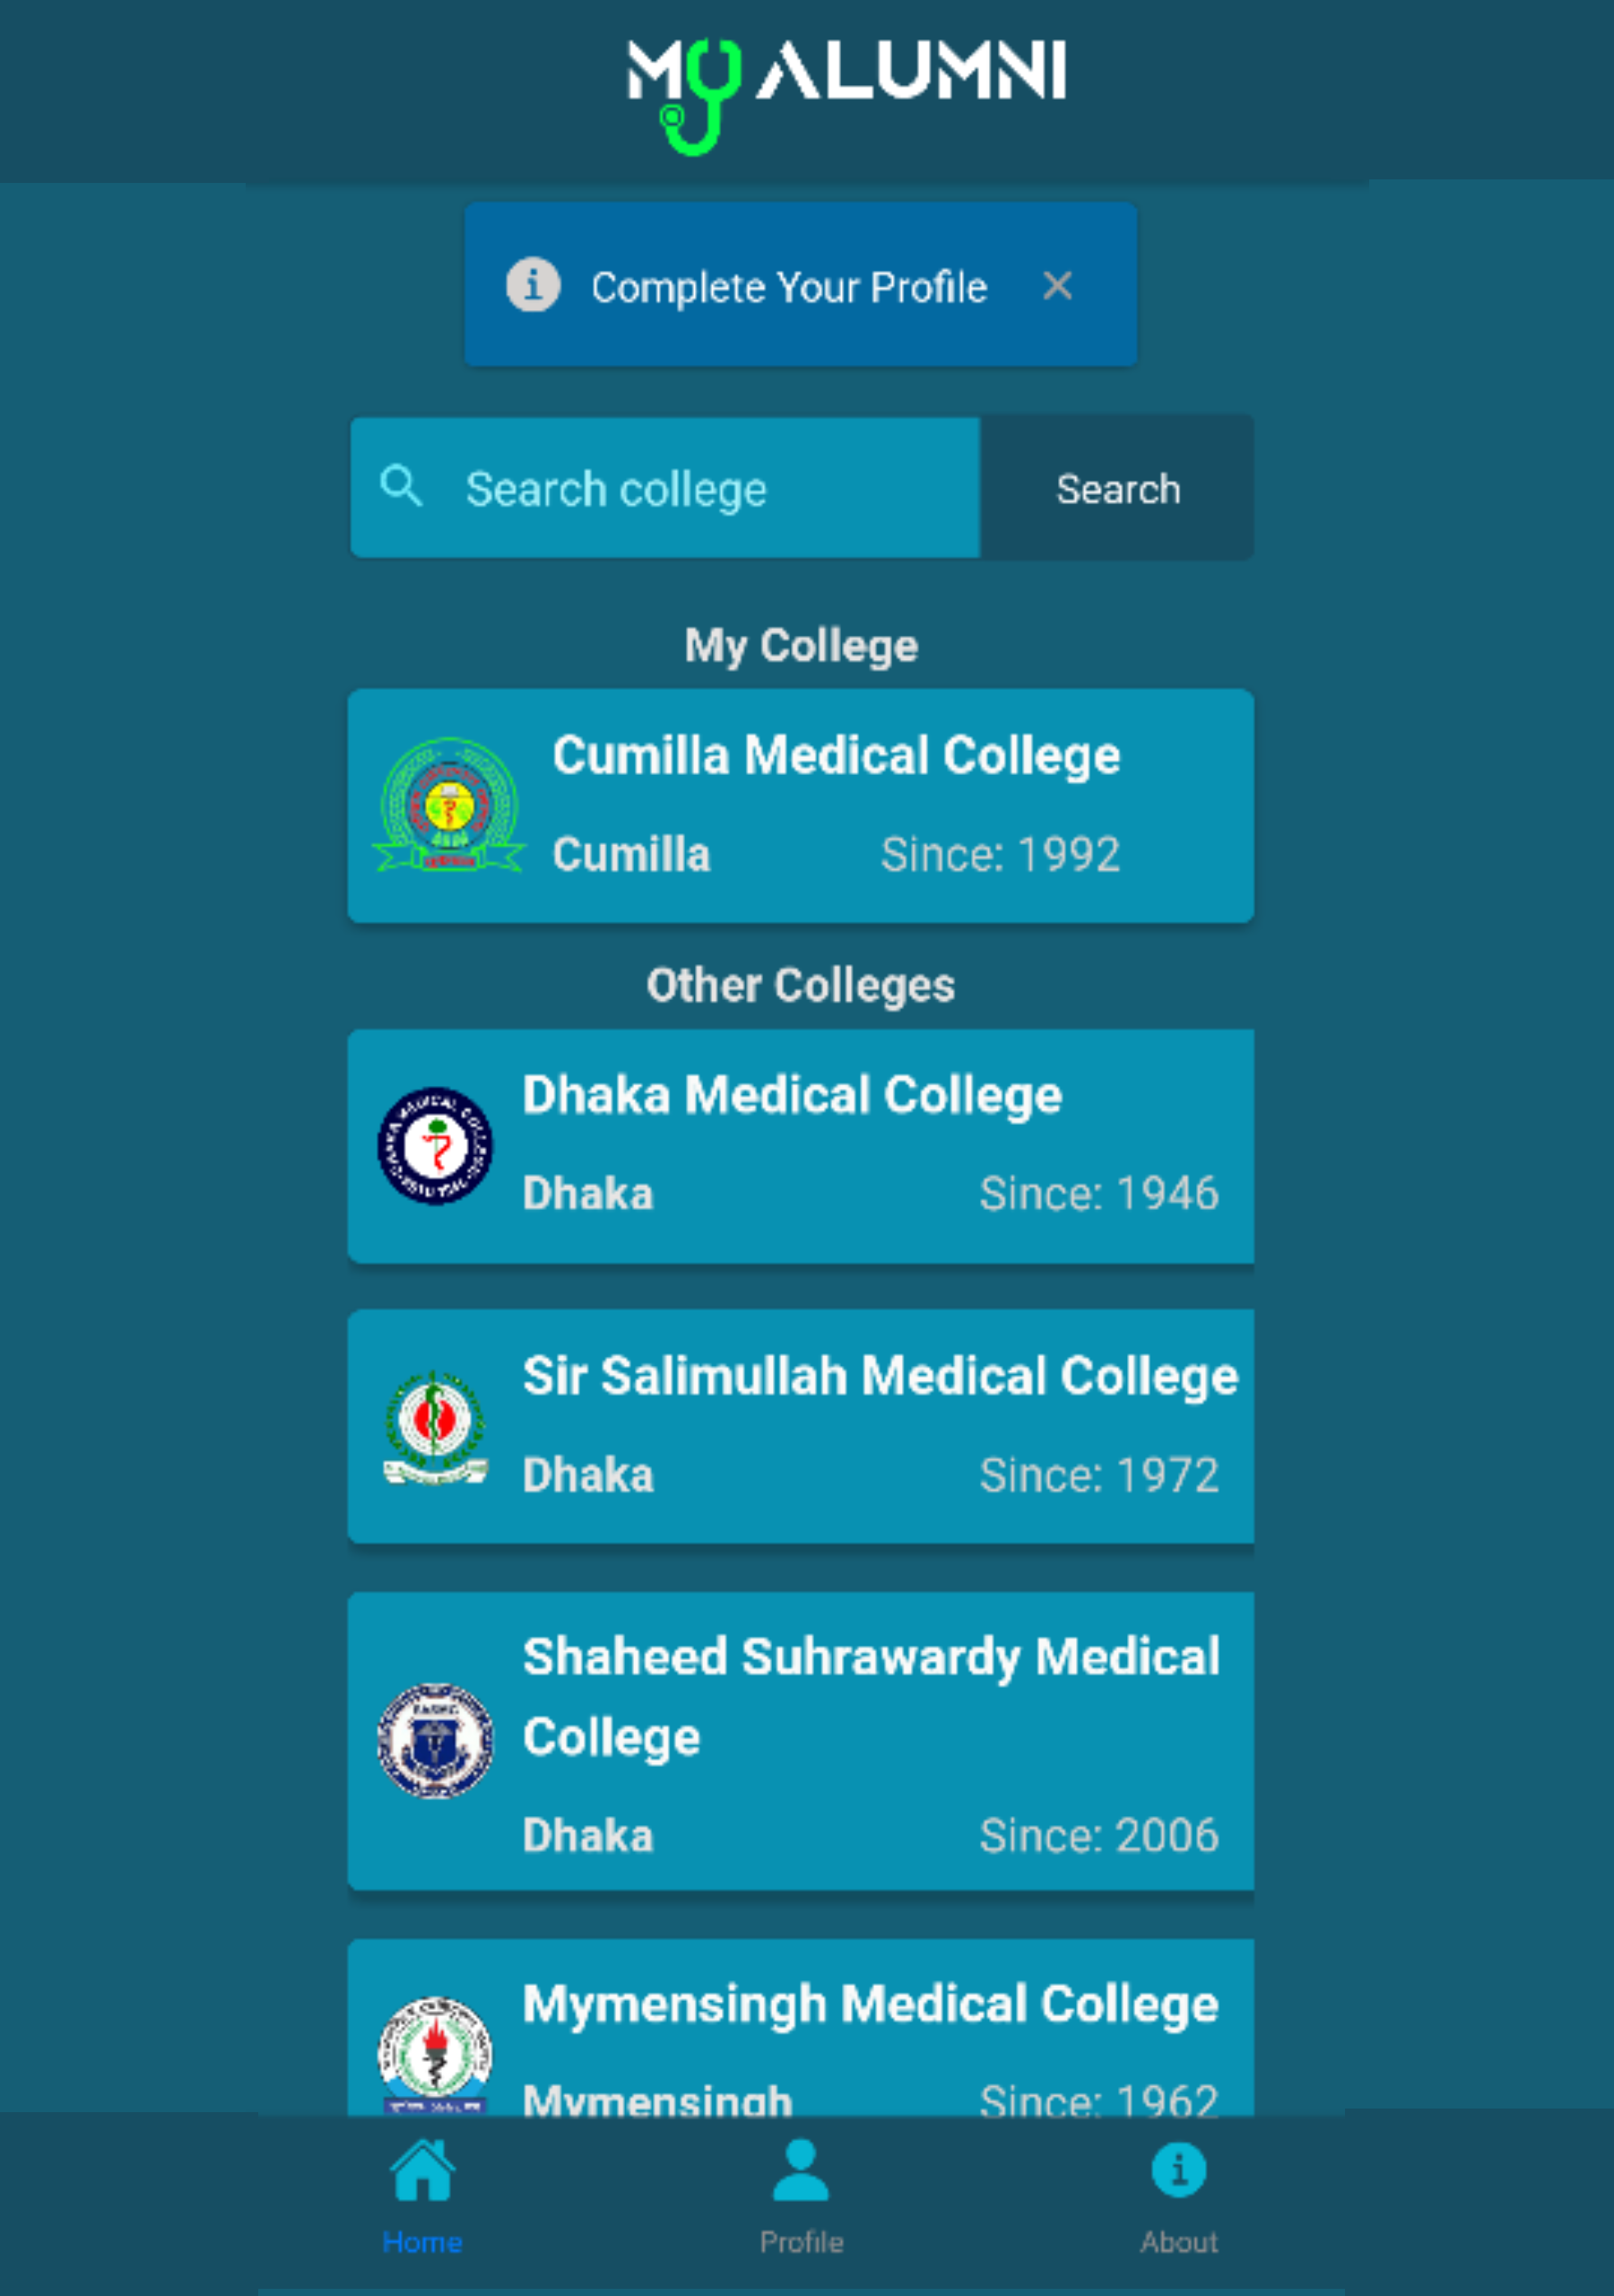 MY ALUMNI
Complete Your Profile
Search college
Search
My College
Cumilla Medical College
Cumilla
Since: 1992
Other Colleges
Dhaka Medical College
Dhaka
Since: 1946
Sir Salimullah Medical College
Dhaka
Since: 1972
Shaheed Suhrawardy Medical
College
Dhaka
Since: 2006
Mymensingh Medical College
Mymensingh
Since: 1962
Home
Profile
About